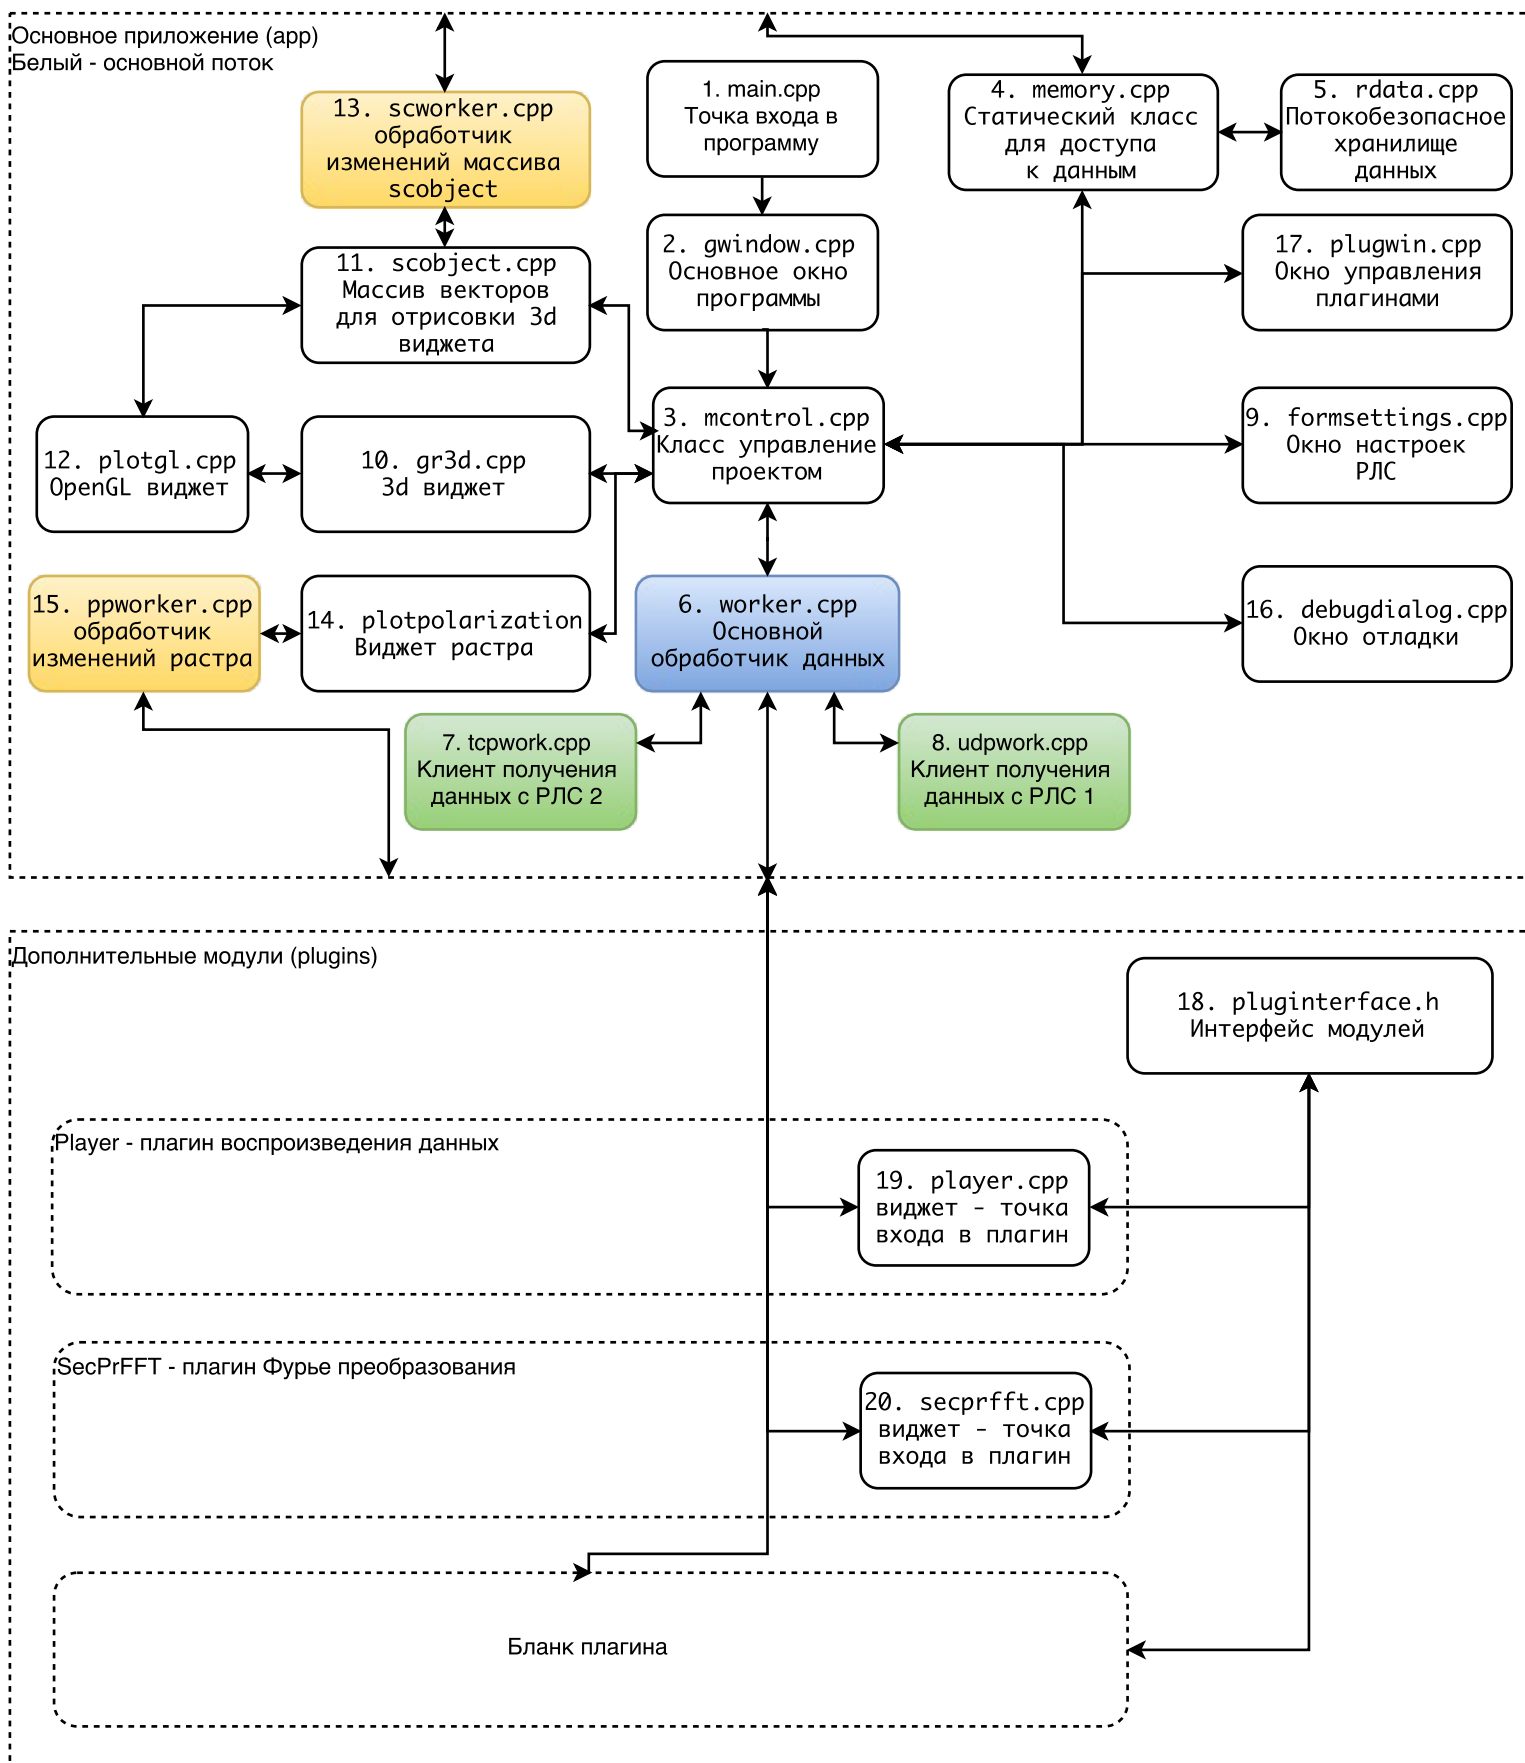 Основное приложение (app)
Белый - основной поток
1. main.cpp
Точка входа в
программу
4. memory.cpp
Статический класс
для доступа
к данным
5. rdata.cpp
Потокобезопасное
хранилище
данных
13. scworker.cpp
обработчик
изменений массива
scobject
2. gwindow.cpp
Основное окно
программы
17. plugwin.cpp
Окно управления
плагинами
11. scobject.cpp
Массив векторов
для отрисовки 3d
виджета
3. mcontrol.cpp
Класс управление
проектом
9. formsettings.cpp
Окно настроек
РЛС
12. plotgl.cpp
OpenGL виджет
10. gr3d.cpp
3d виджет
15. ppworker.cpp
обработчик
изменений растра
14. plotpolarization
Виджет растра
6. worker.cpp
Основной
обработчик данных
16. debugdialog.cpp
Окно отладки
7. tcpwork.cpp
Клиент получения
данных с РЛС 2
8. udpwork.cpp
Клиент получения
данных с РЛС 1
Дополнительные модули (plugins)
18. pluginterface.h
Интерфейс модулей
Player - плагин воспроизведения данных
19. player.cpp
виджет - точка
входа в плагин
SecPrFFT - плагин Фурье преобразования
20. secprfft.cpp
виджет - точка
входа в плагин
Бланк плагина